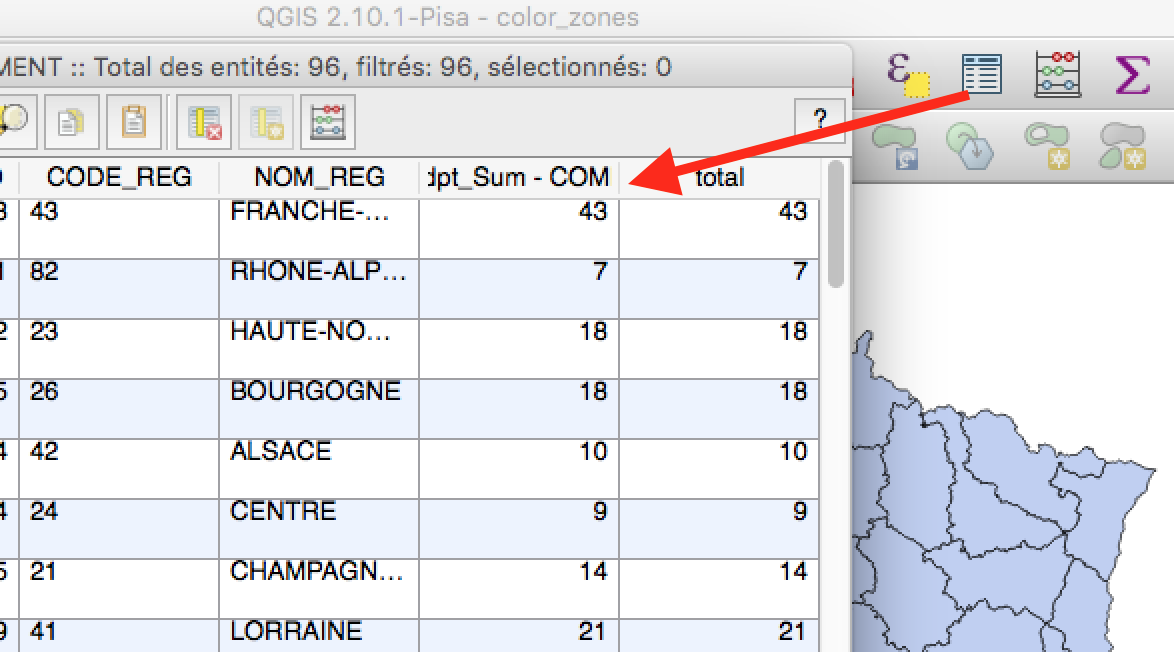 QGIS 2.10.1-Pisa - color_zones
MENT :: Total des entités: 96, filtrés: 96, sélectionnés: 0
ε Σ
?
CODE_REG NOM_REG dpt_Sum - COM total
3 43 FRANCHE-... 43 43
1 82 RHONE-ALP... 7 7
2 23 HAUTE-NO... 18 18
5 26 BOURGOGNE 18 18
4 42 ALSACE 10 10
4 24 CENTRE 9 9
5 21 CHAMPAGN... 14 14
9 41 LORRAINE 21 21